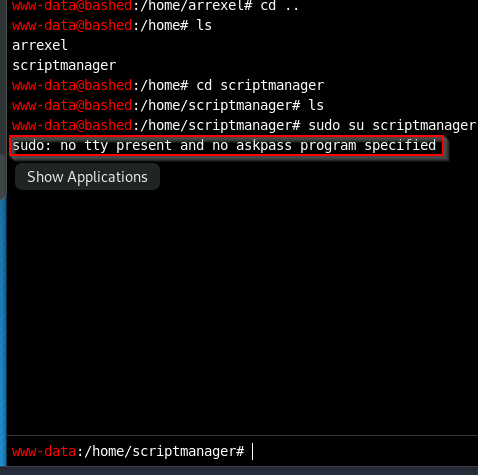 www-data@bashed:/home/arrexel# cd ..
www-data@bashed:/home# ls
arrexel
scriptmanager
www-data@bashed:/home# cd scriptmanager
www-data@bashed:/home/scriptmanager# ls
www-data@bashed:/home/scriptmanager# sudo su scriptmanager
sudo: no tty present and no askpass program specified
Show Applications
www-data:/home/scriptmanager#